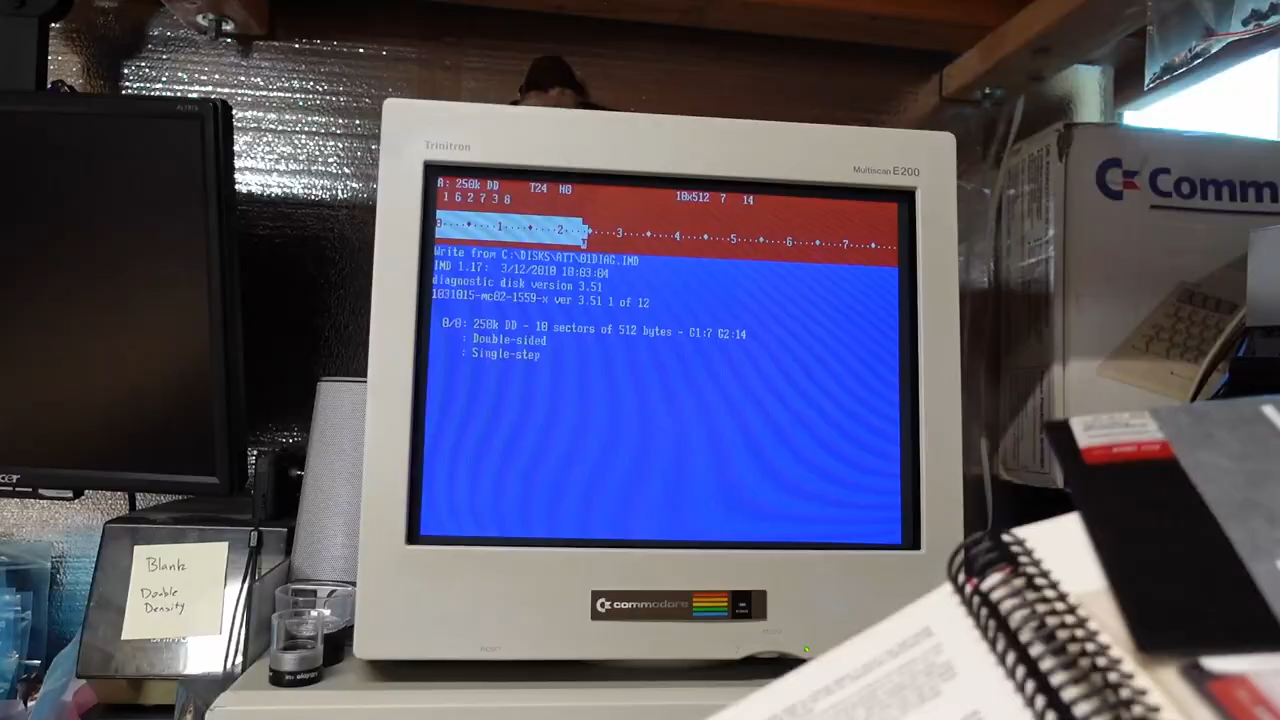 Trinitron
Multiscan E200
A: 250k DD T24 H0
10x512 7 14
1 6 2 7 3 8
0····♦····1····♦····2····♦····3····♦····4····♦····5····♦····6····♦····7····♦····
Write from C:\DISKS\ATT\01DIAG.IMD
IMD 1.17: 3/12/2010 10:03:04
diagnostic disk version 3.51
1031015-mc02-1559-x ver 3.51 1 of 12
0/0: 250k DD - 10 sectors of 512 bytes - G1:7 G2:14
: Double-sided
: Single-step
commodore
RESET
Comm
cer
Blank
Double
Density